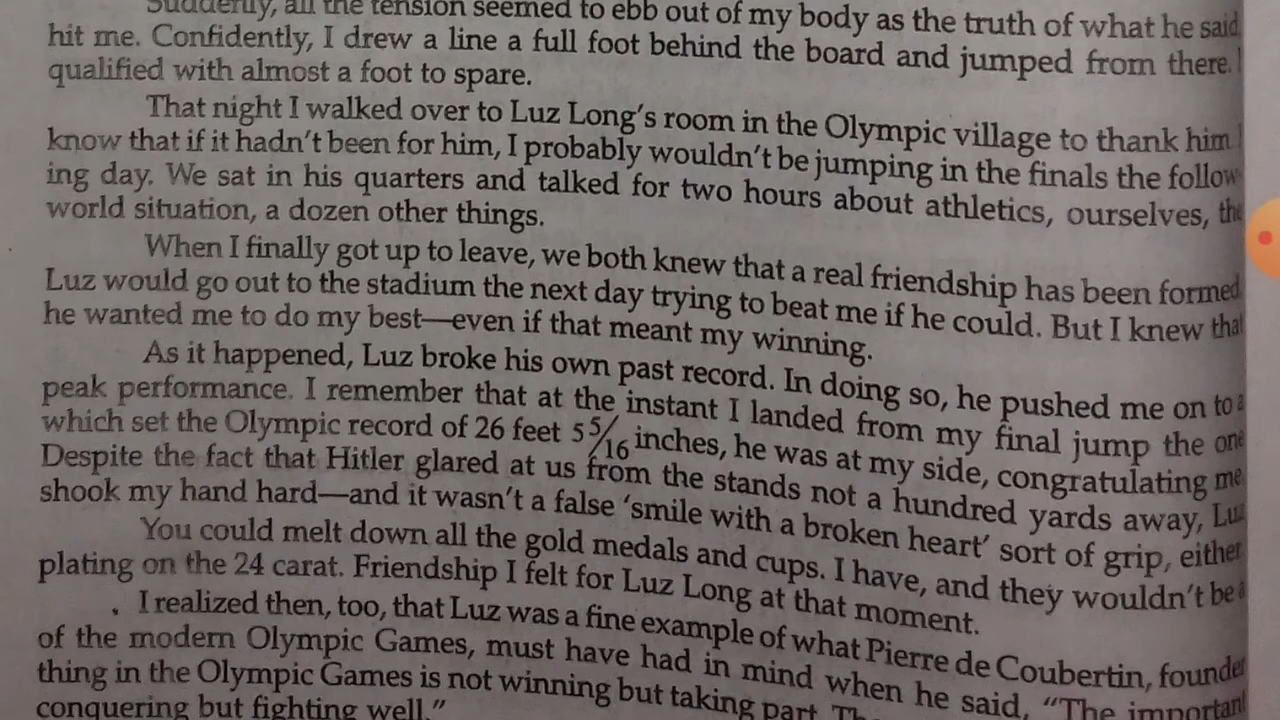 Suddenly, all the tension seemed to ebb out of my body as the truth of what he said
hit me. Confidently, I drew a line a full foot behind the board and jumped from there. I
qualified with almost a foot to spare.
That night I walked over to Luz Long's room in the Olympic village to thank him I
know that if it hadn't been for him, I probably wouldn't be jumping in the finals the follow
ing day. We sat in his quarters and talked for two hours about athletics, ourselves, the
world situation, a dozen other things.
When I finally got up to leave, we both knew that a real friendship has been formed
Luz would go out to the stadium the next day trying to beat me if he could. But I knew that
he wanted me to do my best—even if that meant my winning.
As it happened, Luz broke his own past record. In doing so, he pushed me on to a
peak performance. I remember that at the instant I landed from my final jump the one
which set the Olympic record of 26 feet 5 5/16 inches, he was at my side, congratulating me
Despite the fact that Hitler glared at us from the stands not a hundred yards away, Luz
shook my hand hard—and it wasn't a false 'smile with a broken heart' sort of grip, either
You could melt down all the gold medals and cups. I have, and they wouldn't be a
plating on the 24 carat. Friendship I felt for Luz Long at that moment.
I realized then, too, that Luz was a fine example of what Pierre de Coubertin, founder
of the modern Olympic Games, must have had in mind when he said, "The important
thing in the Olympic Games is not winning but taking part.
conquering but fighting well."